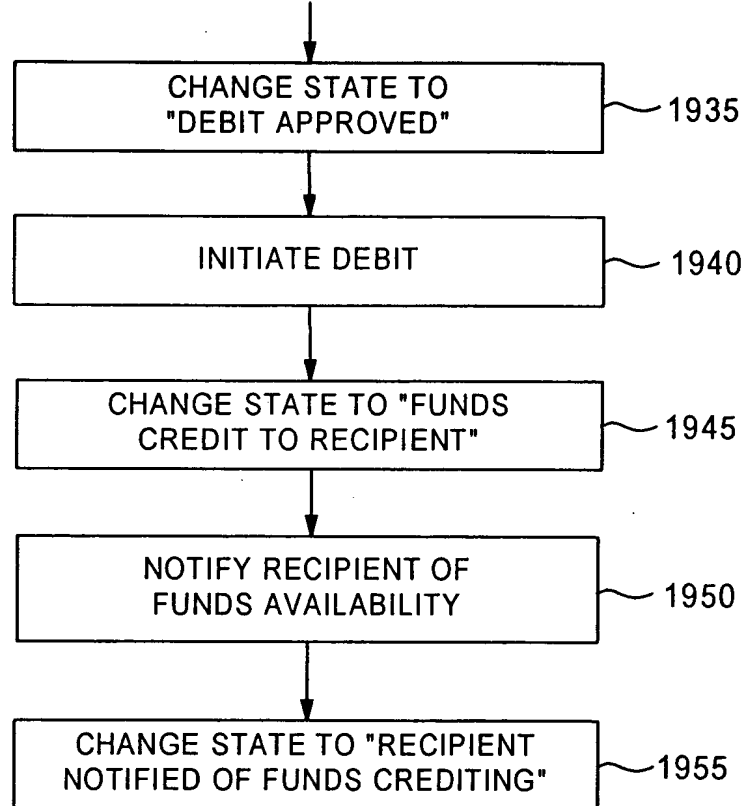 CHANGE STATE TO
"DEBIT APPROVED"
1935
INITIATE DEBIT
1940
CHANGE STATE TO "FUNDS
CREDIT TO RECIPIENT"
1945
NOTIFY RECIPIENT OF
FUNDS AVAILABILITY
1950
CHANGE STATE TO "RECIPIENT
NOTIFIED OF FUNDS CREDITING"
1955